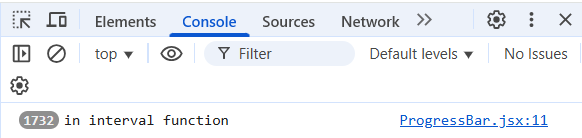 Elements Console Sources Network
top Filter Default levels No Issues
1732 in interval function ProgressBar.jsx:11